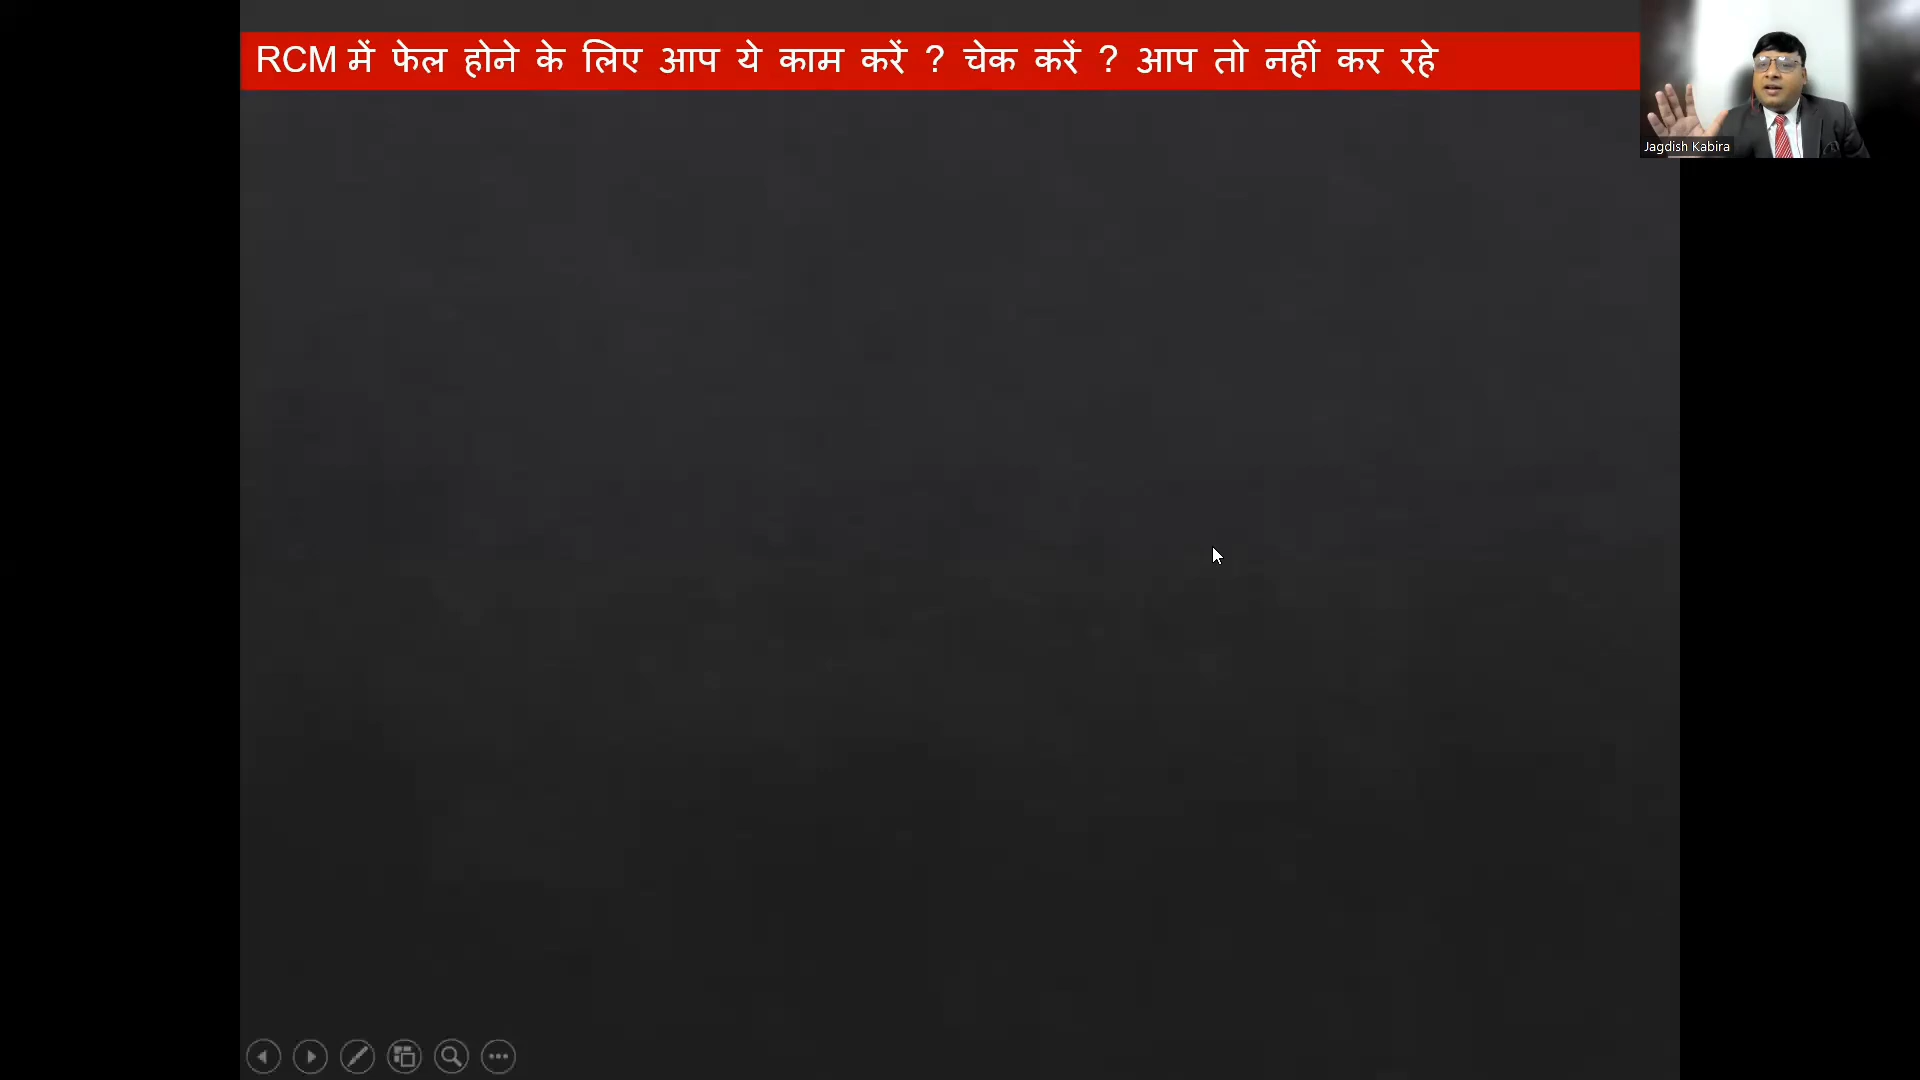 RCM में फेल होने के लिए आप ये काम करें ? चेक करें ? आप तो नहीं कर रहे
Jagdish Kabira